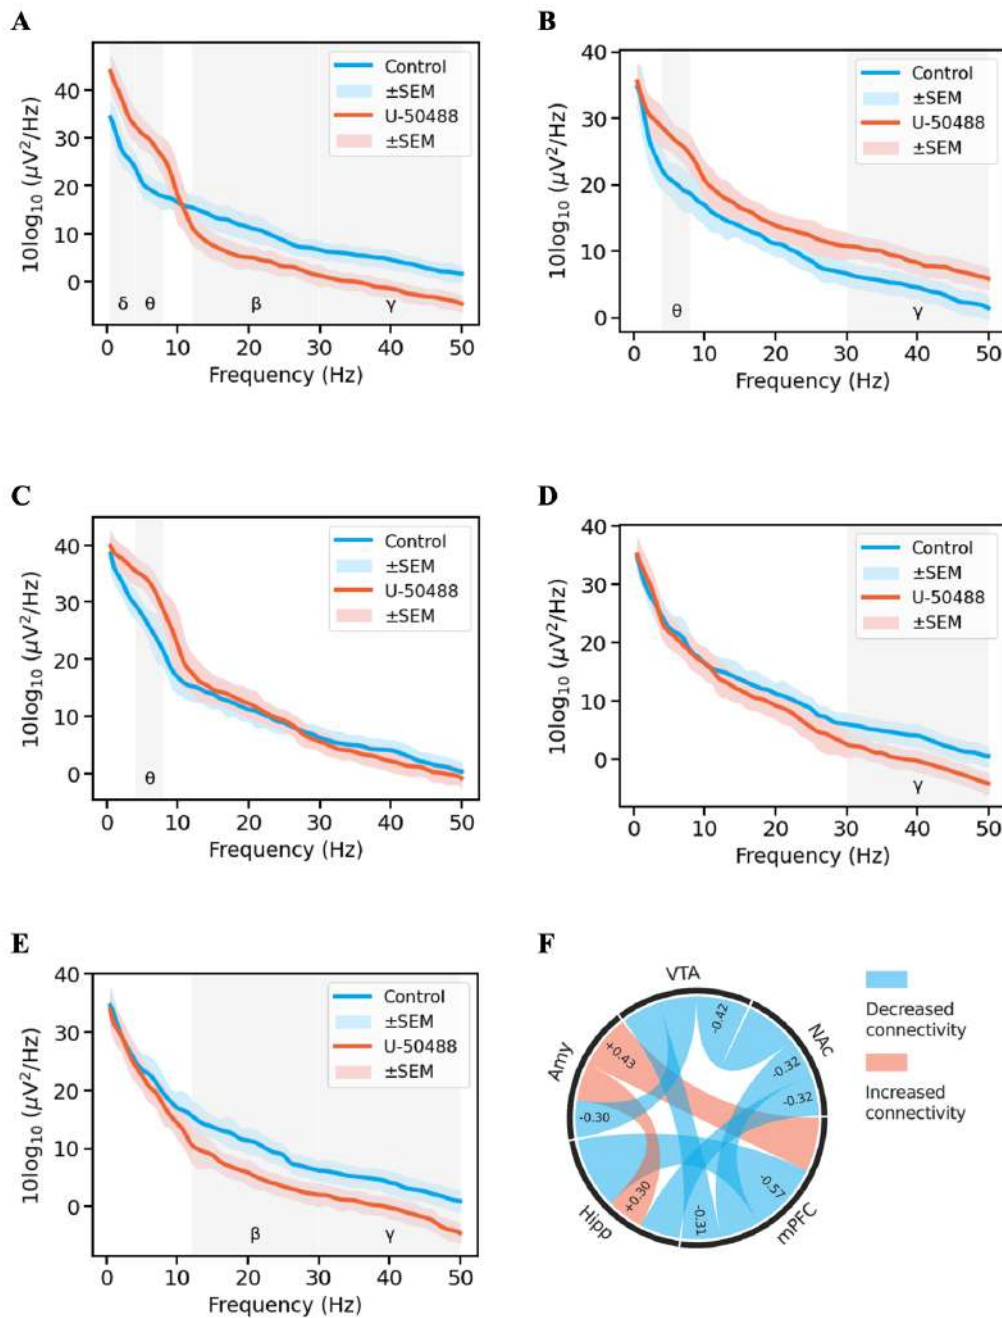 A
10log₁₀ (μV²/Hz)
40
30
20
10
0
Control
±SEM
U-50488
±SEM
δ θ β γ
0 10 20 30 40 50
Frequency (Hz)
B
10log₁₀ (μV²/Hz)
40
30
20
10
0
Control
±SEM
U-50488
±SEM
θ γ
0 10 20 30 40 50
Frequency (Hz)
C
10log₁₀ (μV²/Hz)
40
30
20
10
0
Control
±SEM
U-50488
±SEM
θ
0 10 20 30 40 50
Frequency (Hz)
D
10log₁₀ (μV²/Hz)
40
30
20
10
0
Control
±SEM
U-50488
±SEM
γ
0 10 20 30 40 50
Frequency (Hz)
E
10log₁₀ (μV²/Hz)
40
30
20
10
0
Control
±SEM
U-50488
±SEM
β γ
0 10 20 30 40 50
Frequency (Hz)
F
VTA
NAc
mPFC
Hipp
Amy
-0.42
-0.32
-0.32
-0.57
-0.31
+0.30
-0.30
+0.43
Decreased
connectivity
Increased
connectivity